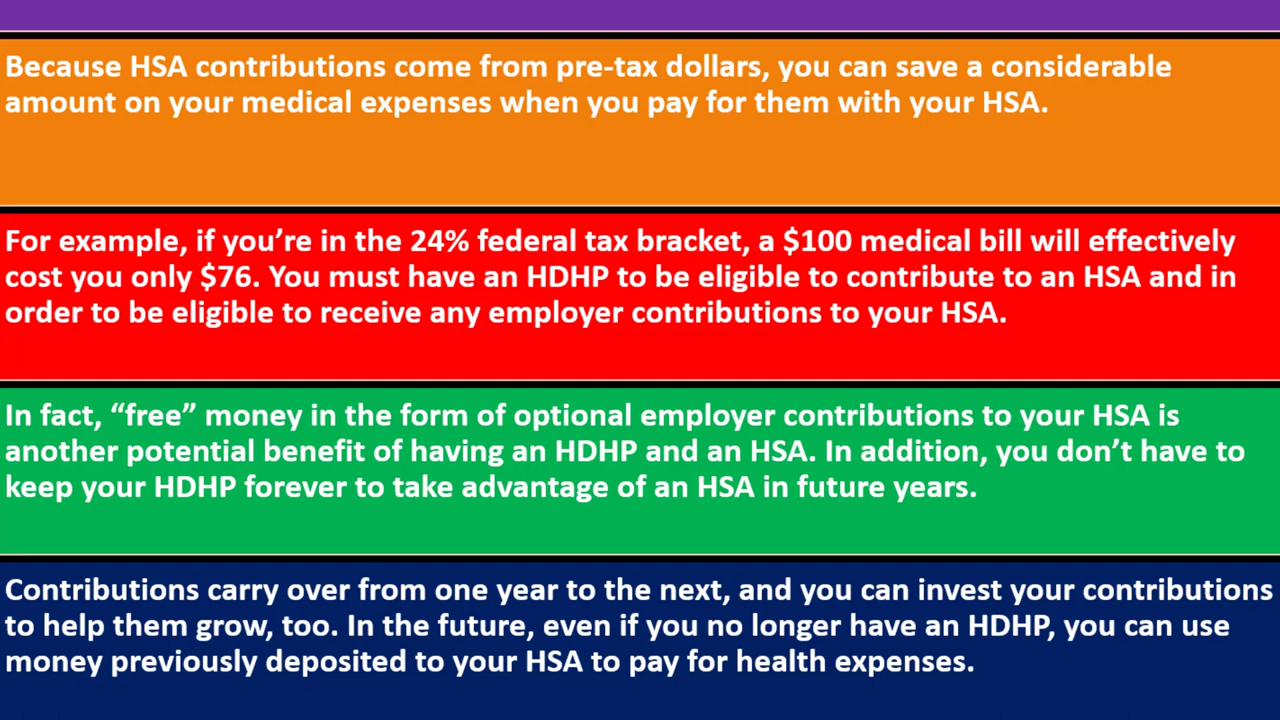 Because HSA contributions come from pre-tax dollars, you can save a considerable
amount on your medical expenses when you pay for them with your HSA.
For example, if you’re in the 24% federal tax bracket, a $100 medical bill will effectively
cost you only $76. You must have an HDHP to be eligible to contribute to an HSA and in
order to be eligible to receive any employer contributions to your HSA.
In fact, “free” money in the form of optional employer contributions to your HSA is
another potential benefit of having an HDHP and an HSA. In addition, you don’t have to
keep your HDHP forever to take advantage of an HSA in future years.
Contributions carry over from one year to the next, and you can invest your contributions
to help them grow, too. In the future, even if you no longer have an HDHP, you can use
money previously deposited to your HSA to pay for health expenses.